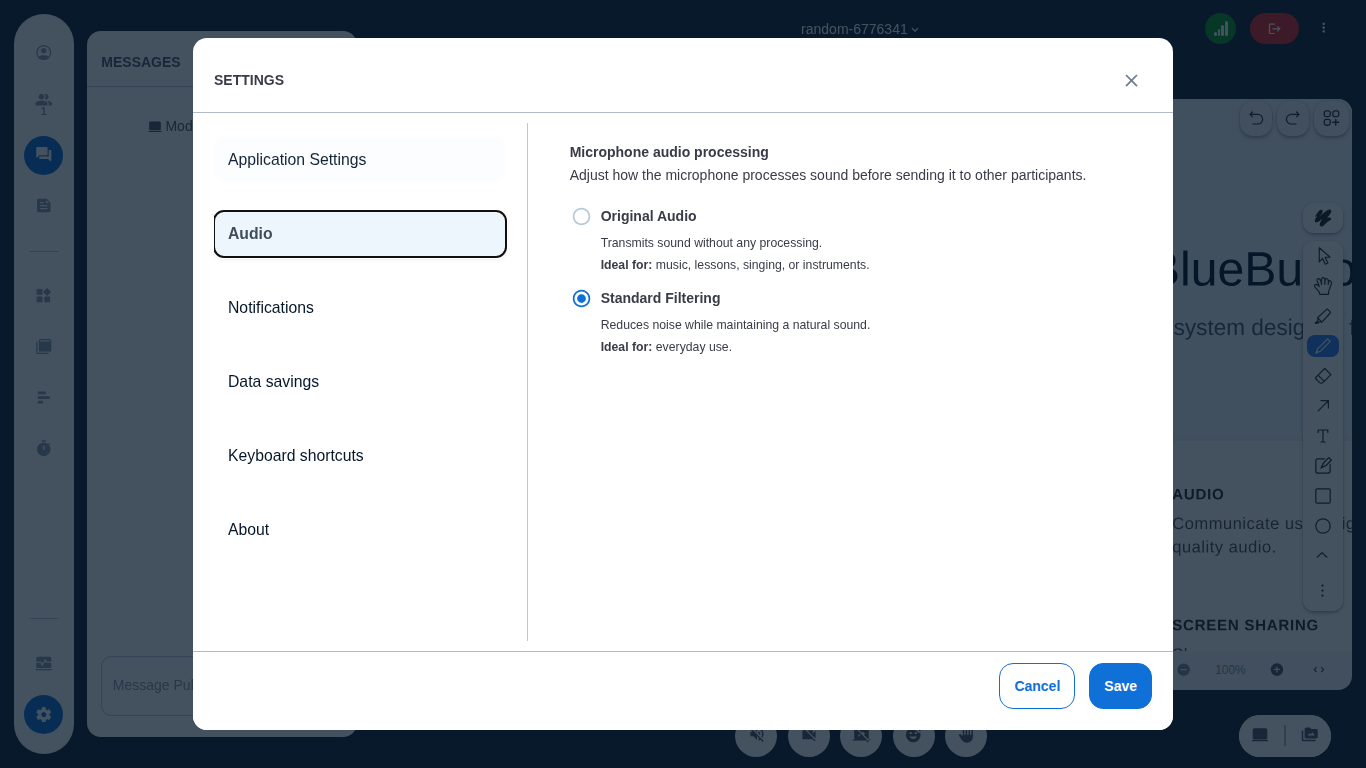 random-6776341
MESSAGES
1
SETTINGS
Application Settings
Audio
Notifications
Data savings
Keyboard shortcuts
About
Microphone audio processing
Adjust how the microphone processes sound before sending it to other participants.
Original Audio
Transmits sound without any processing.
Ideal for: music, lessons, singing, or instruments.
Standard Filtering
Reduces noise while maintaining a natural sound.
Ideal for: everyday use.
Cancel
Save
system
AUDIO
Communicate
quality audio.
SCREEN SHARING
100%